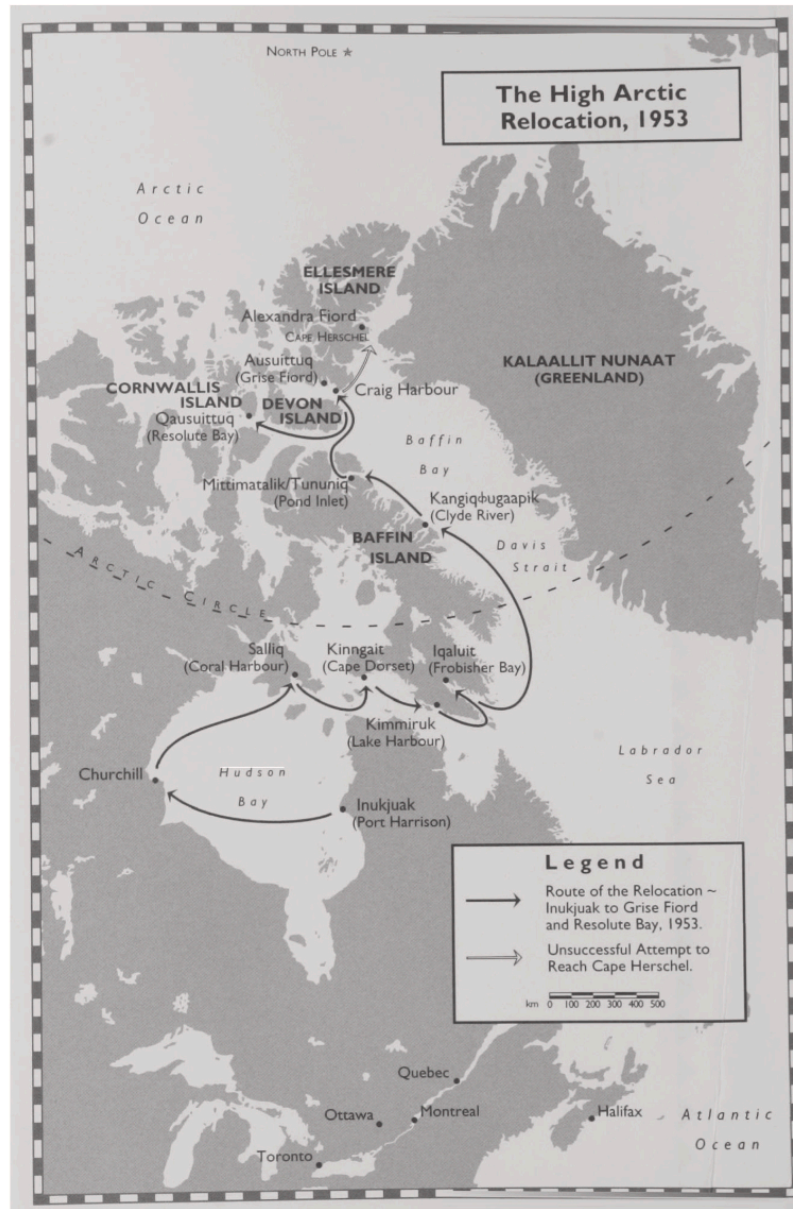 NORTH POLE
The High Arctic
Relocation, 1953
Arctic
Ocean
ELLESMERE
ISLAND
Alexandra Fiord
CAPE HERSCHEL
Ausuittuq
(Grise Fiord)
KALAALLIT NUNAAT
(GREENLAND)
CORNWALLIS
ISLAND
DEVON
ISLAND
Craig Harbour
Qausuittuq
(Resolute Bay)
Baffin
Bay
Mittimatalik/Tununiq
(Pond Inlet)
Kangiqɸugaapik
(Clyde River)
BAFFIN
ISLAND
Davis
Strait
ARCTIC CIRCLE
Salliq
(Coral Harbour)
Kinngait
(Cape Dorset)
Iqaluit
(Frobisher Bay)
Kimmiruk
(Lake Harbour)
Churchill
Hudson
Bay
Inukjuak
(Port Harrison)
Labrador
Sea
Legend
Route of the Relocation ~
Inukjuak to Grise Fiord
and Resolute Bay, 1953.
Unsuccessful Attempt to
Reach Cape Herschel.
km 0 100 200 300 400 500
Quebec
Ottawa
Montreal
Halifax
Toronto
Atlantic
Ocean